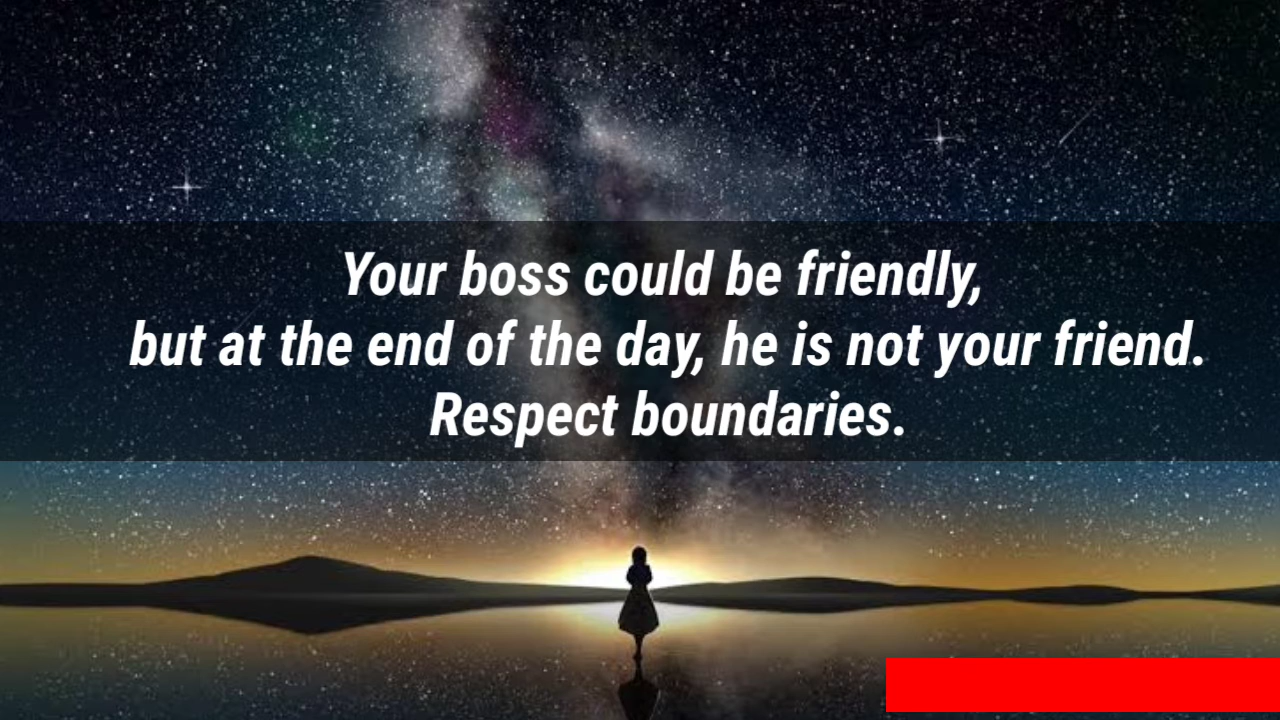 Your boss could be friendly,
but at the end of the day, he is not your friend.
Respect boundaries.